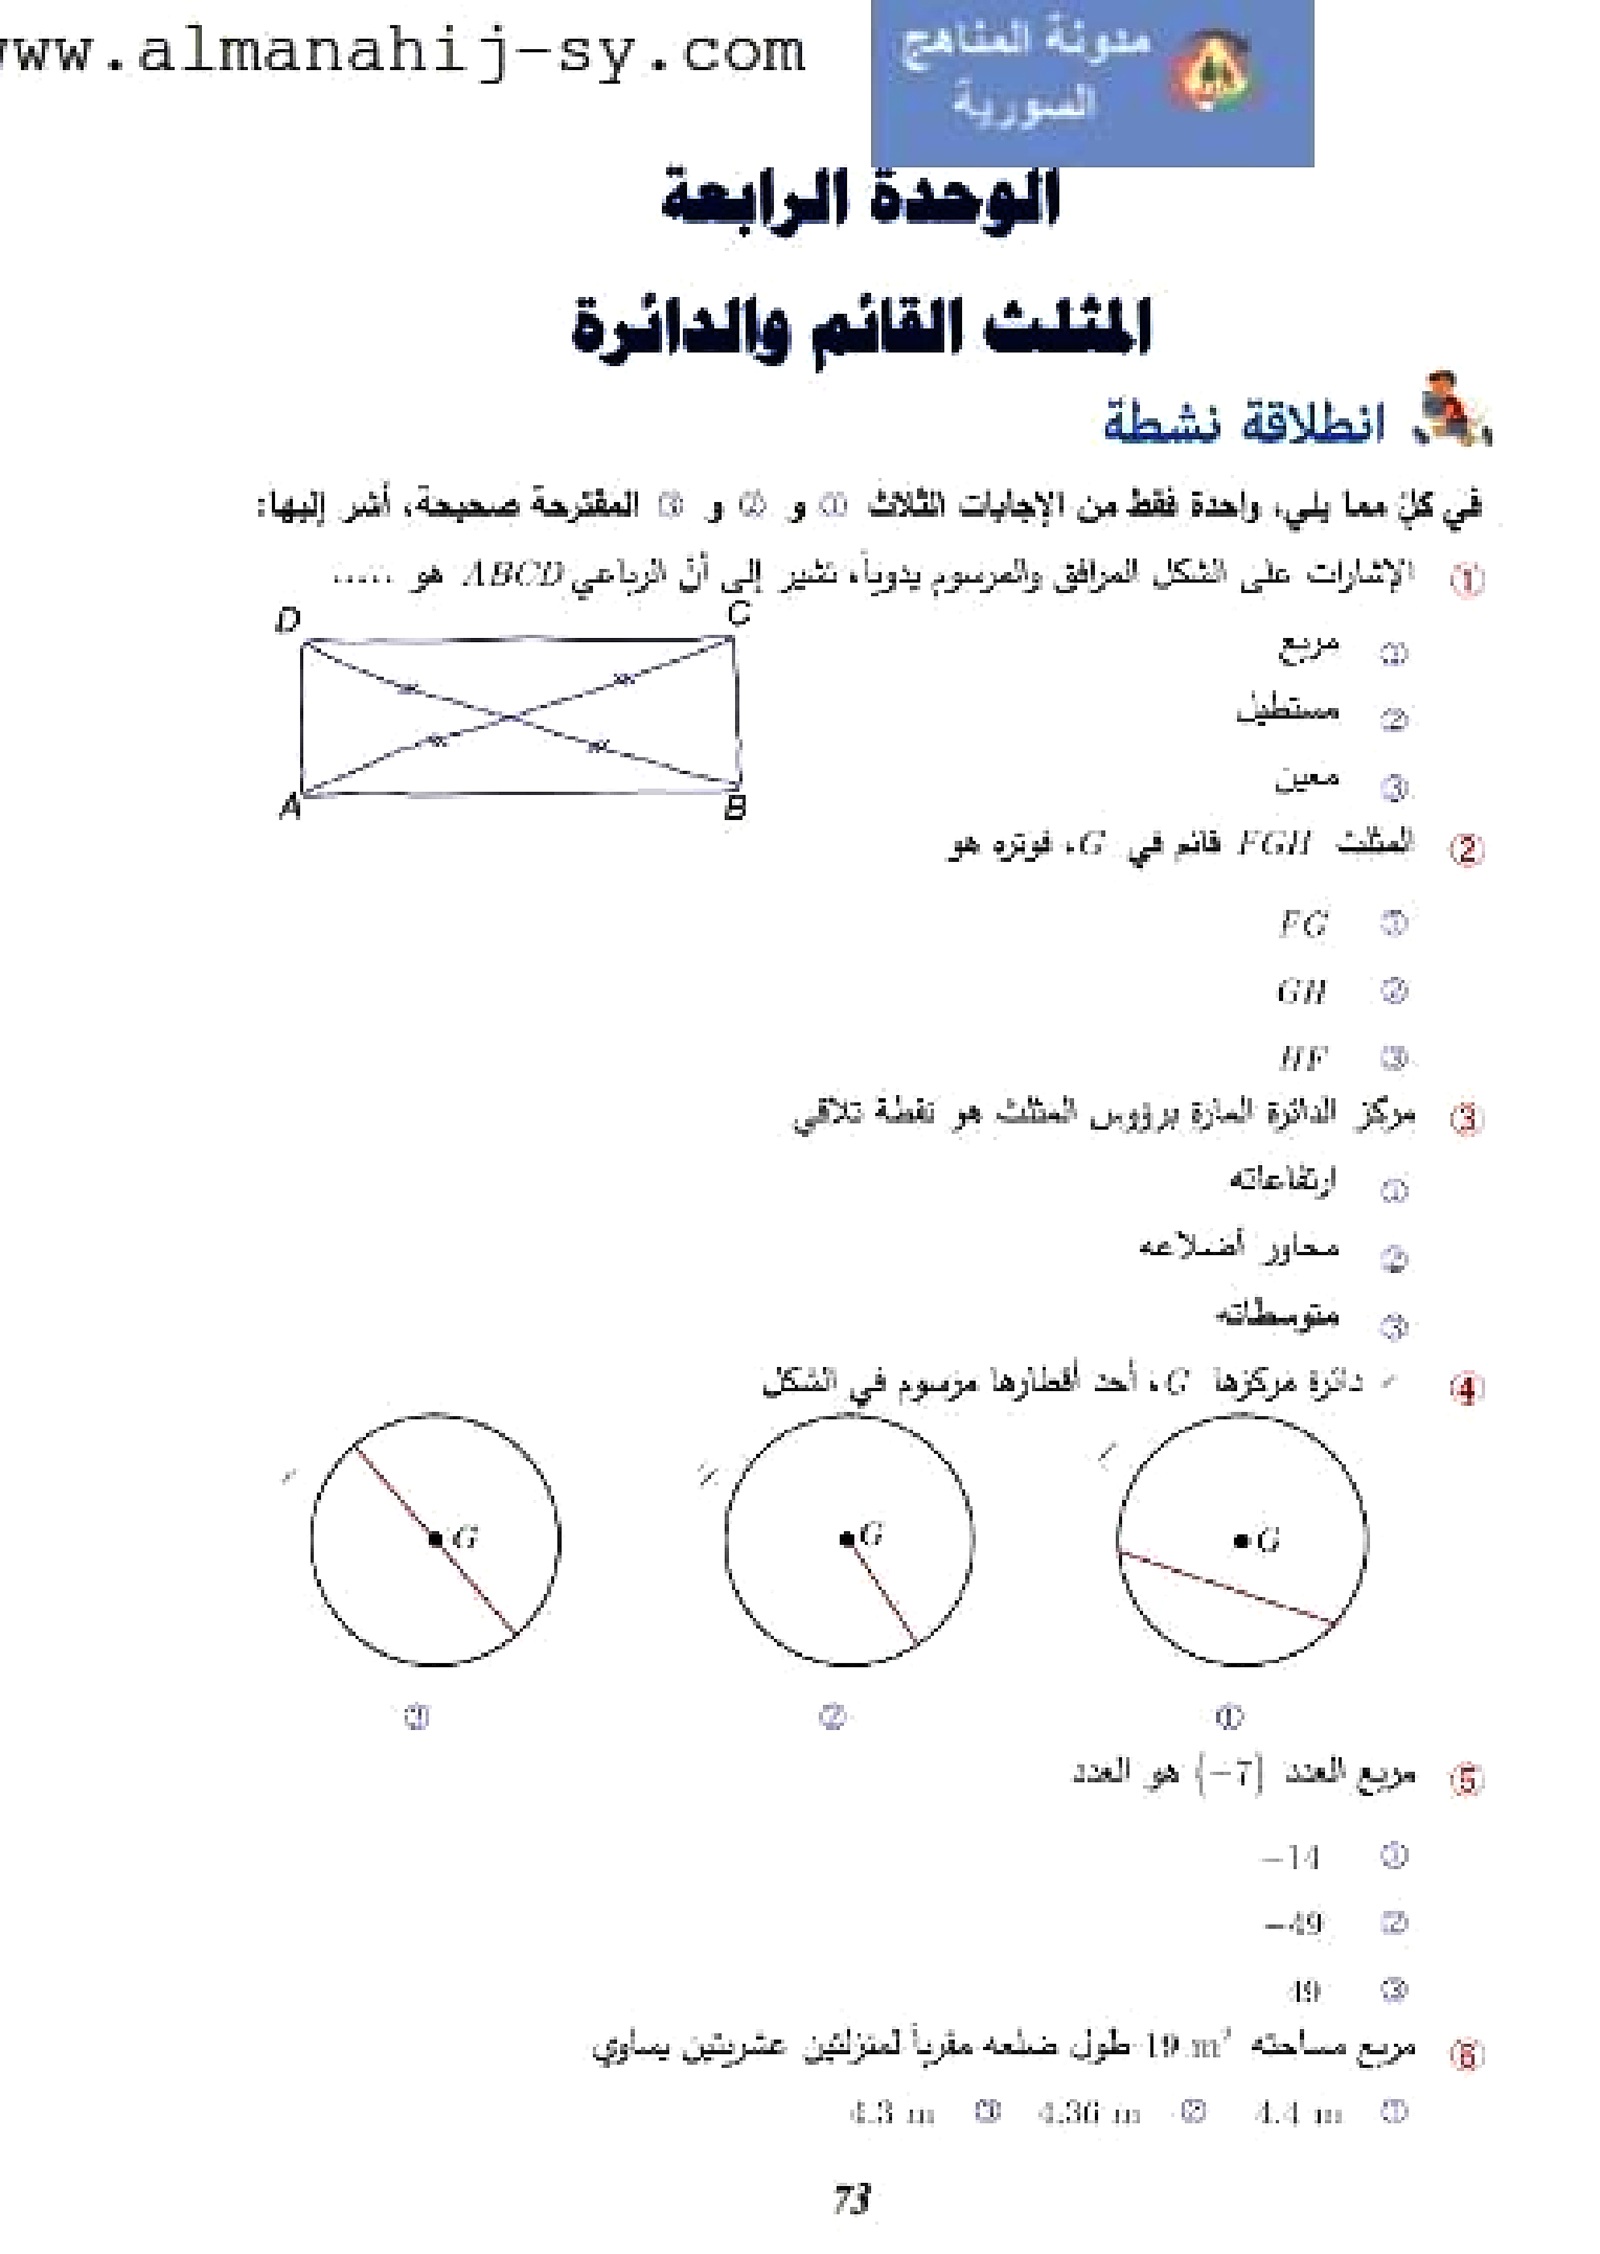 www.almanahij-sy.com
مدونة المناهج
السورية
الوحدة الرابعة
المثلث القائم والدائرة
انطلاقة نشطة
في كلٍّ مما يلي، واحدة فقط من الإجابات الثلاث ① و ② و ③ المقترحة صحيحة، أشر إليها:
① الإشارات على الشكل المرافق والمرسوم يدوياً، تشير إلى أنّ الرباعي ABCD هو .....
① مربع
② مستطيل
③ معين
D C
A B
② المثلث FGH قائم في G، فوتره هو
① FG
② GH
③ HF
③ مركز الدائرة المارّة برؤوس المثلث هو نقطة تلاقي
① ارتفاعاته
② محاور أضلاعه
③ متوسطاته
④ دائرة مركزها G، أحد أقطارها مرسوم في الشكل
G G G
① ② ③
⑤ مربع العدد (−7) هو العدد
① −14
② −49
③ 49
⑥ مربع مساحته 19 m² طول ضلعه مقرباً لمنزلتين عشريتين يساوي
① 4.4 m ② 4.36 m ③ 4.3 m
73